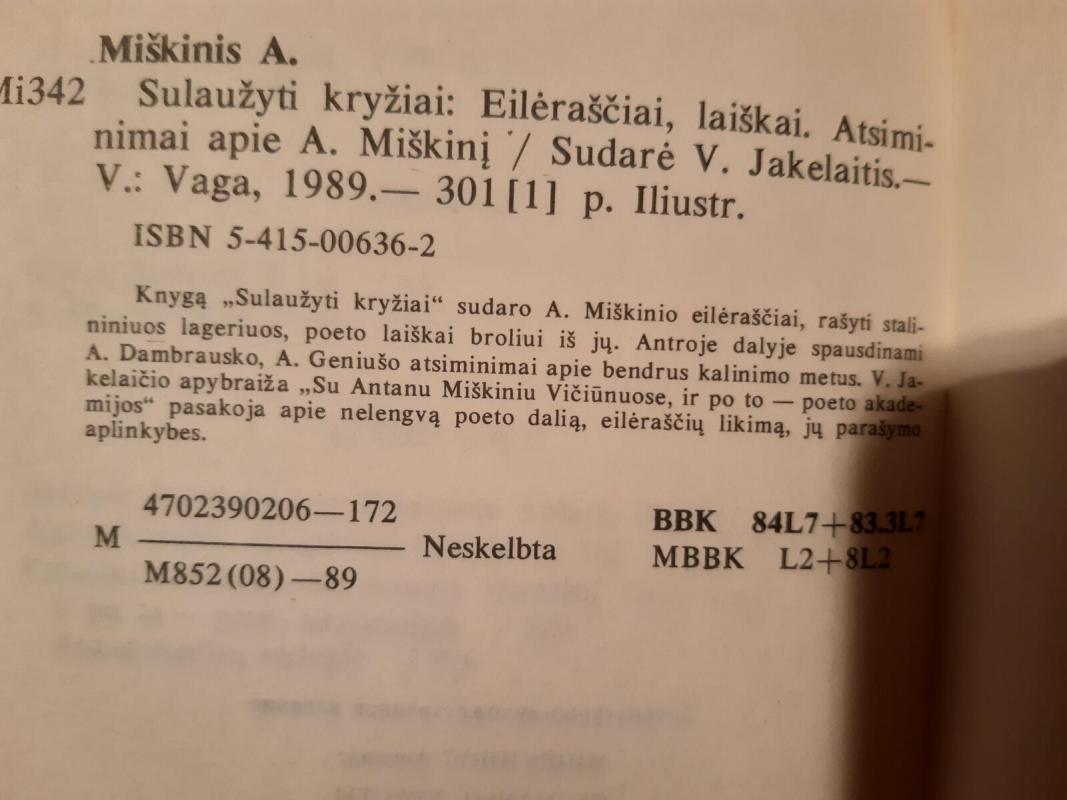 Miškinis A.
Mi342 Sulaužyti kryžiai: Eilėraščiai, laiškai. Atsimi-
nimai apie A. Miškinį / Sudarė V. Jakelaitis.—
V.: Vaga, 1989.— 301 [1] p. Iliustr.
ISBN 5-415-00636-2
Knygą „Sulaužyti kryžiai“ sudaro A. Miškinio eilėraščiai, rašyti stali-
niniuos lageriuos, poeto laiškai broliui iš jų. Antroje dalyje spausdinami
A. Dambrausko, A. Geniušo atsiminimai apie bendrus kalinimo metus. V. Ja-
kelaičio apybraiža „Su Antanu Miškiniu Vičiūnuose, ir po to — poeto akade-
mijos“ pasakoja apie nelengvą poeto dalią, eilėraščių likimą, jų parašymo
aplinkybes.
M 4702390206—172
M852(08)—89
Neskelbta
BBK 84L7+83.3L7
MBBK L2+8L2